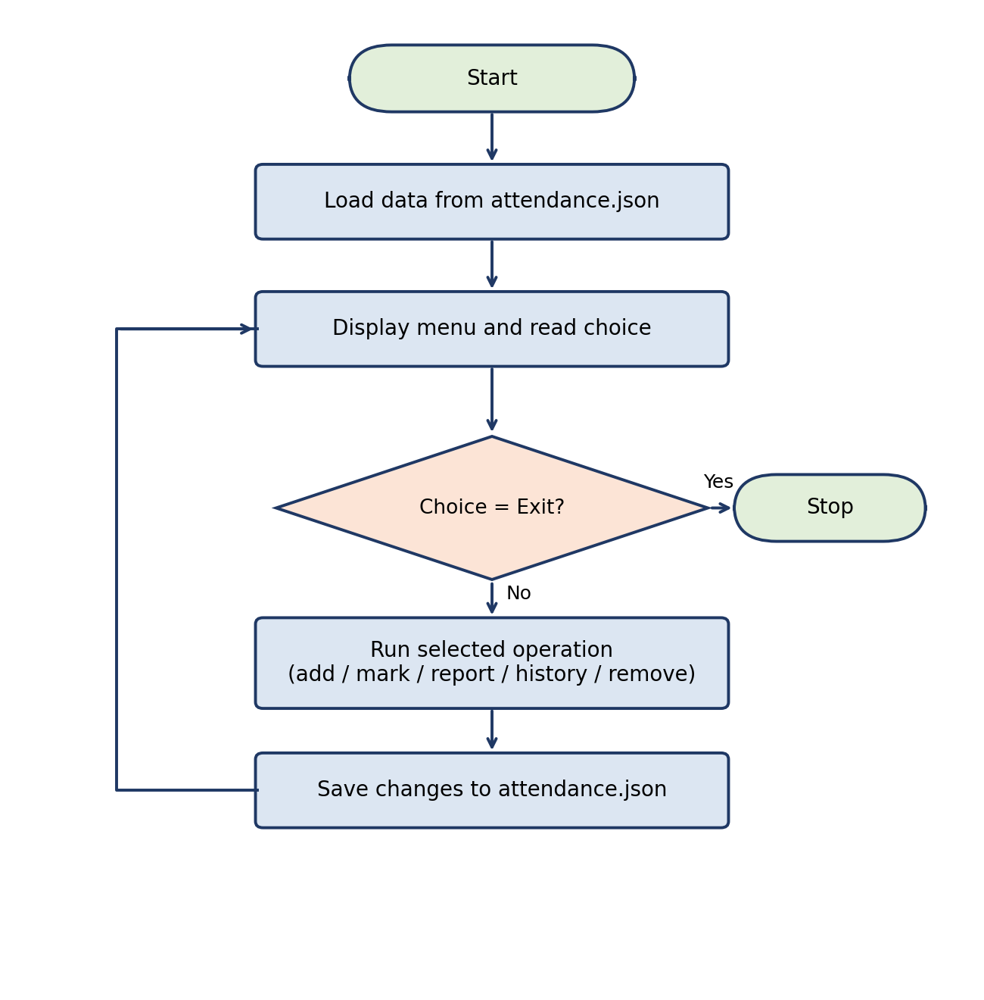 Start
Load data from attendance.json
Display menu and read choice
Choice = Exit?
Yes
Stop
No
Run selected operation
(add / mark / report / history / remove)
Save changes to attendance.json